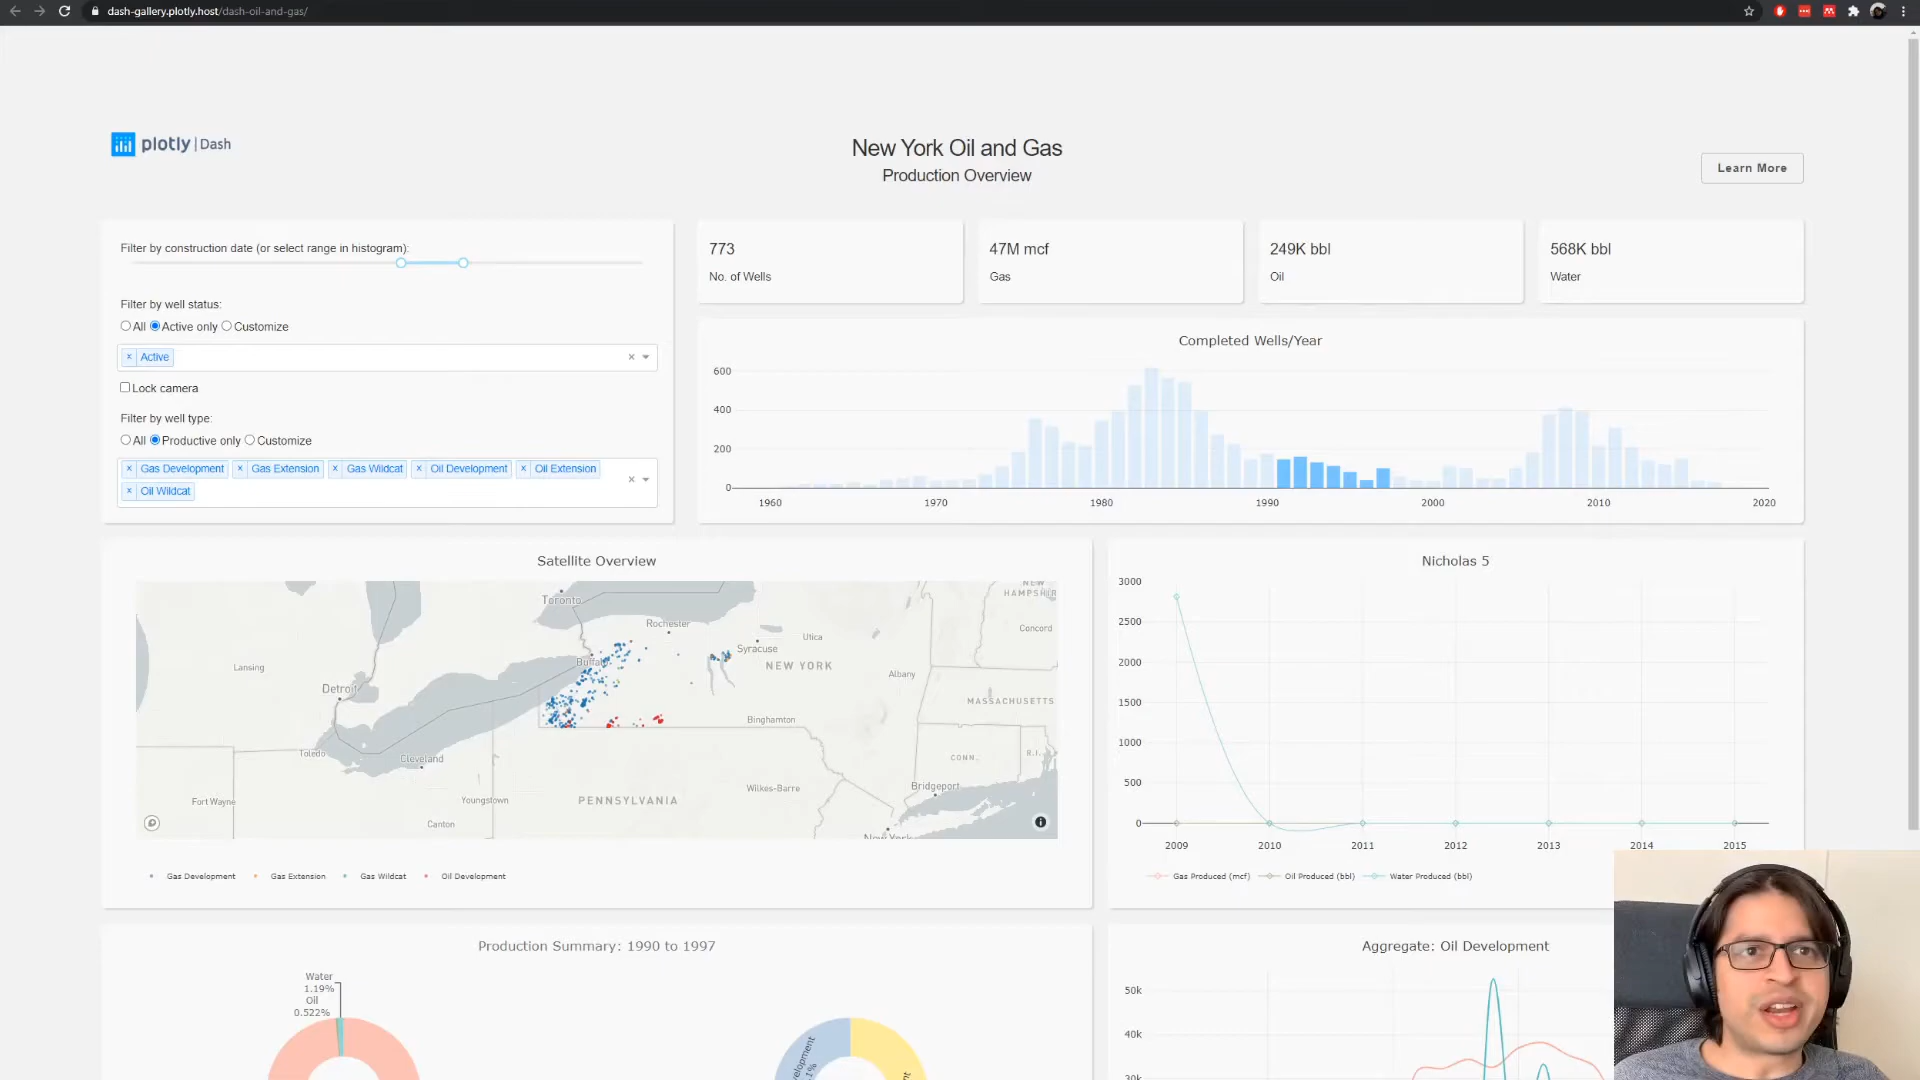 dash-gallery.plotly.host/dash-oil-and-gas/
plotly | Dash
New York Oil and Gas
Production Overview
Learn More
Filter by construction date (or select range in histogram):
Filter by well status:
All Active only Customize
× Active × 
Lock camera
Filter by well type:
All Productive only Customize
× Gas Development × Gas Extension × Gas Wildcat × Oil Development × Oil Extension
× Oil Wildcat ×
773
No. of Wells
47M mcf
Gas
249K bbl
Oil
568K bbl
Water
Completed Wells/Year
600
400
200
0
1960 1970 1980 1990 2000 2010 2020
Satellite Overview
Toronto
Rochester
NEW
HAMPSHIR
Concord
Utica
Syracuse
Buffal
NEW YORK
Lansing
Albany
Detroit
MASSACHUSETTS
Binghamton
Toledo
Cleveland
CONN.
R.I.
Bridgeport
Wilkes-Barre
Fort Wayne
Youngstown
PENNSYLVANIA
Canton
New York
Gas Development Gas Extension Gas Wildcat Oil Development
Nicholas 5
3000
2500
2000
1500
1000
500
0
2009 2010 2011 2012 2013 2014 2015
Gas Produced (mcf) Oil Produced (bbl) Water Produced (bbl)
Production Summary: 1990 to 1997
Water
1.19%
Oil
0.522%
Aggregate: Oil Development
50k
40k
30k